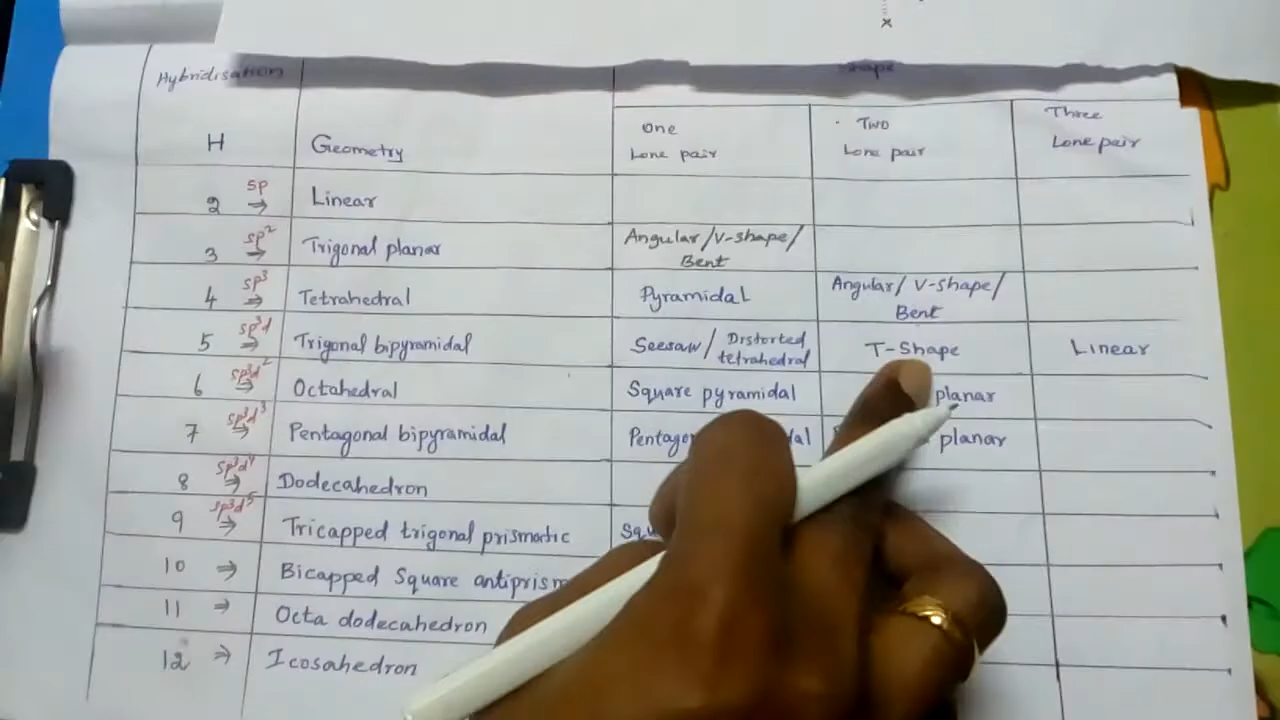 x
Hybridisation
Shape
H
Geometry
One
Lone pair
Two
Lone pair
Three
Lone pair
2 sp →
Linear
3 sp² →
Trigonal planar
Angular/V-shape/
Bent
4 sp³ →
Tetrahedral
Pyramidal
Angular/ V-shape/
Bent
5 sp³d →
Trigonal bipyramidal
Seesaw/ Distorted
tetrahedral
T-Shape
Linear
6 sp³d² →
Octahedral
Square pyramidal
planar
7 sp³d³ →
Pentagonal bipyramidal
planar
8 sp³d⁴ →
Dodecahedron
9 sp³d⁵ →
Tricapped trigonal prismatic
10 →
Bicapped Square antiprism
11 →
Octa dodecahedron
12 →
Icosahedron